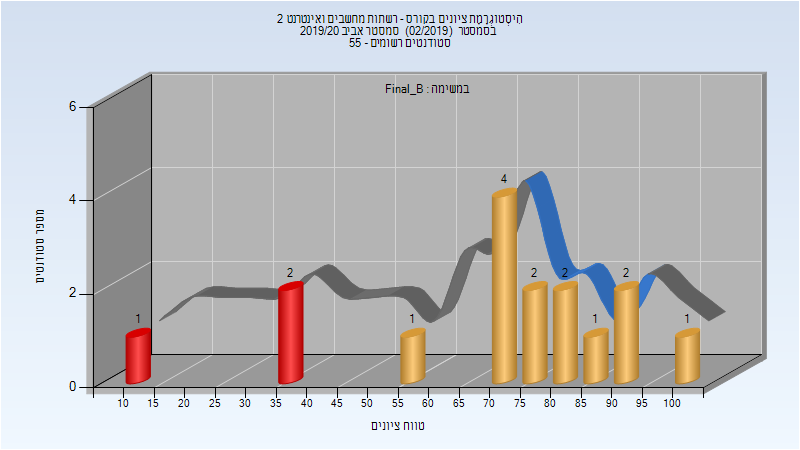 היסטוגרמת ציונים בקורס - רשתות מחשבים ואינטרנט 2
בסמסטר (02/2019) סמסטר אביב 2019/20
סטודנטים רשומים - 55
במשימה : Final_B
מספר סטודנטים
6
4
2
0
1
2
1
4
2
2
1
2
1
10 15 20 25 30 35 40 45 50 55 60 65 70 75 80 85 90 95 100
טווח ציונים